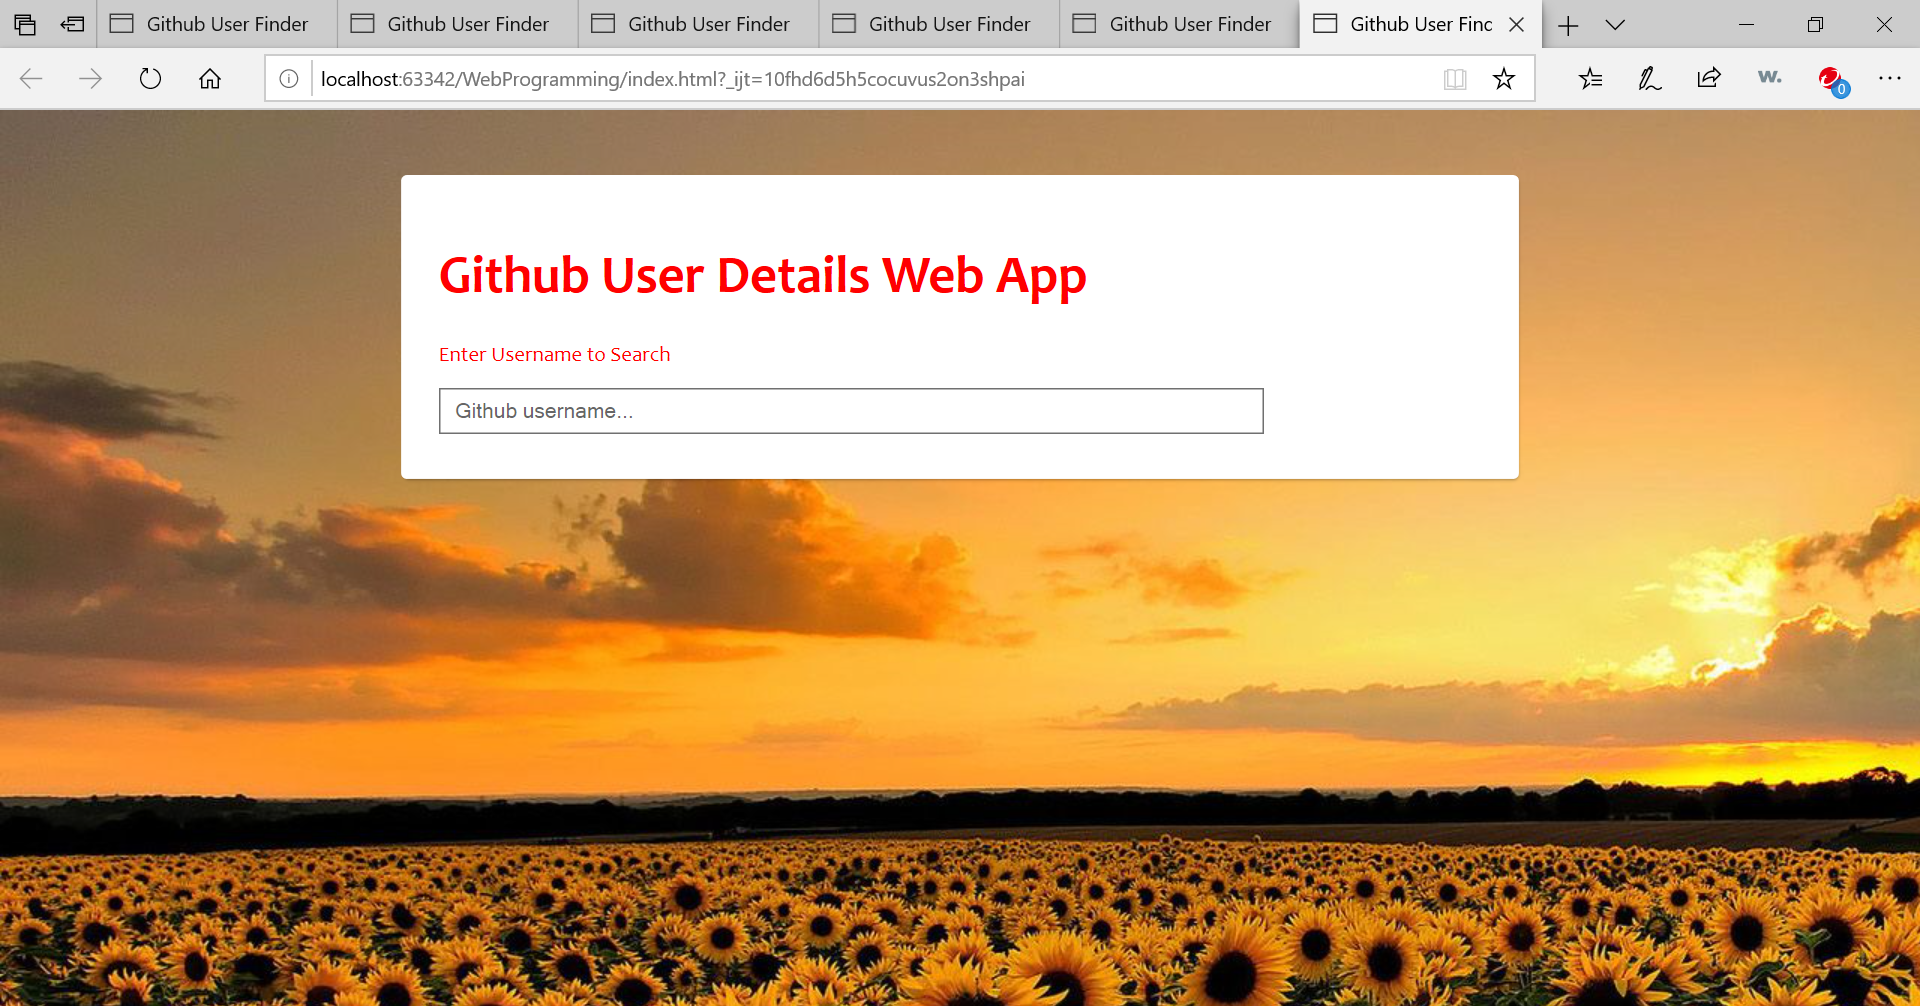 Github User Finder
Github User Finder
Github User Finder
Github User Finder
Github User Finder
Github User Finc
localhost:63342/WebProgramming/index.html?_ijt=10fhd6d5h5cocuvus2on3shpai
w.
0
Github User Details Web App
Enter Username to Search
Github username...